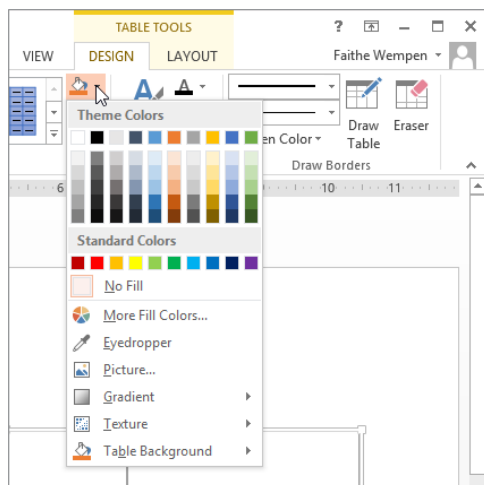 TABLE TOOLS
?
VIEW DESIGN LAYOUT Faithe Wempen
A A
Theme Colors
en Color
Draw Table
Eraser
Draw Borders
6 10 11
Standard Colors
No Fill
More Fill Colors...
Eyedropper
Picture...
Gradient
Texture
Table Background